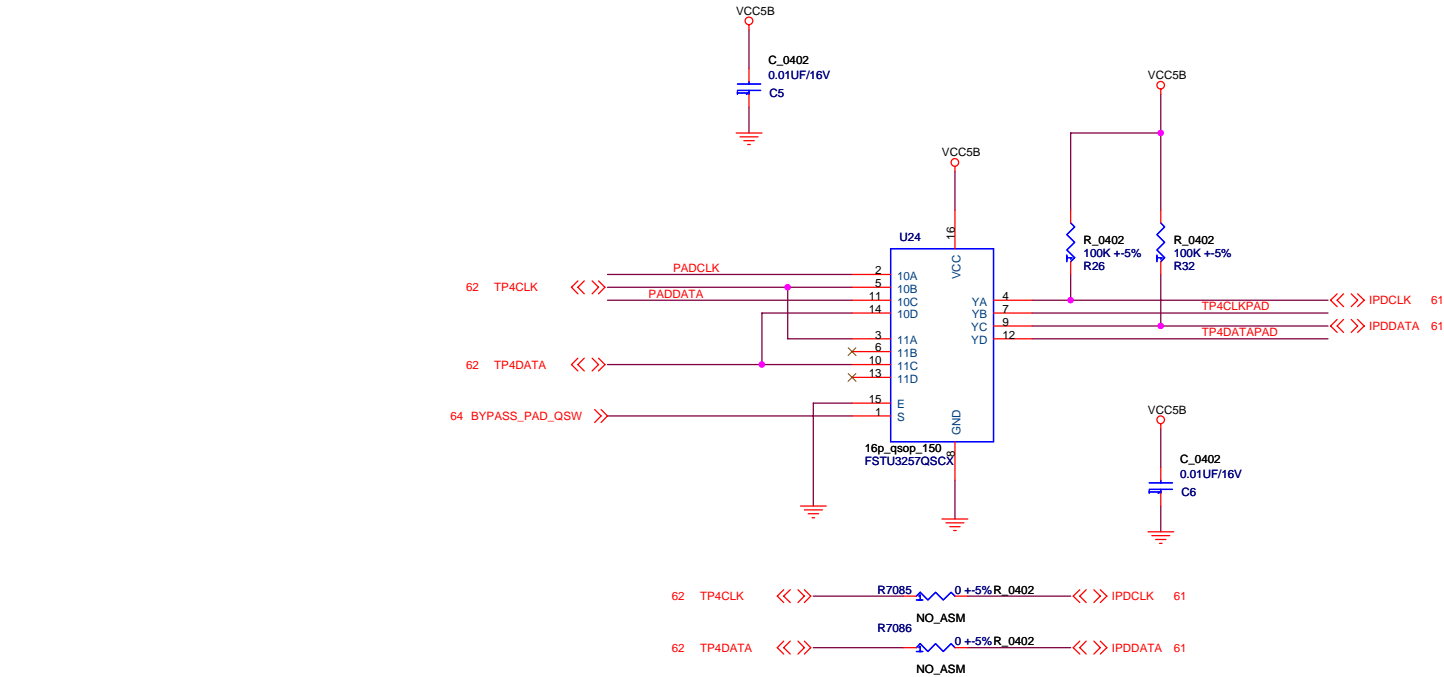 VCC5B
C_0402
0.01UF/16V
C5
VCC5B
VCC5B
16
U24
VCC
R_0402
100K +-5%
R26
R_0402
100K +-5%
R32
PADCLK
2
10A
62 TP4CLK
5
10B
PADDATA
11
10C
14
10D
3
11A
6
11B
62 TP4DATA
10
11C
13
11D
15
E
64 BYPASS_PAD_QSW
1
S
YA
4
IPDCLK 61
YB
7
TP4CLKPAD
YC
9
IPDDATA 61
YD
12
TP4DATAPAD
GND
8
16p_qsop_150
FSTU3257QSCX
VCC5B
C_0402
0.01UF/16V
C6
62 TP4CLK
R7085
1
0 +-5%
R_0402
IPDCLK 61
NO_ASM
R7086
62 TP4DATA
1
0 +-5%
R_0402
IPDDATA 61
NO_ASM